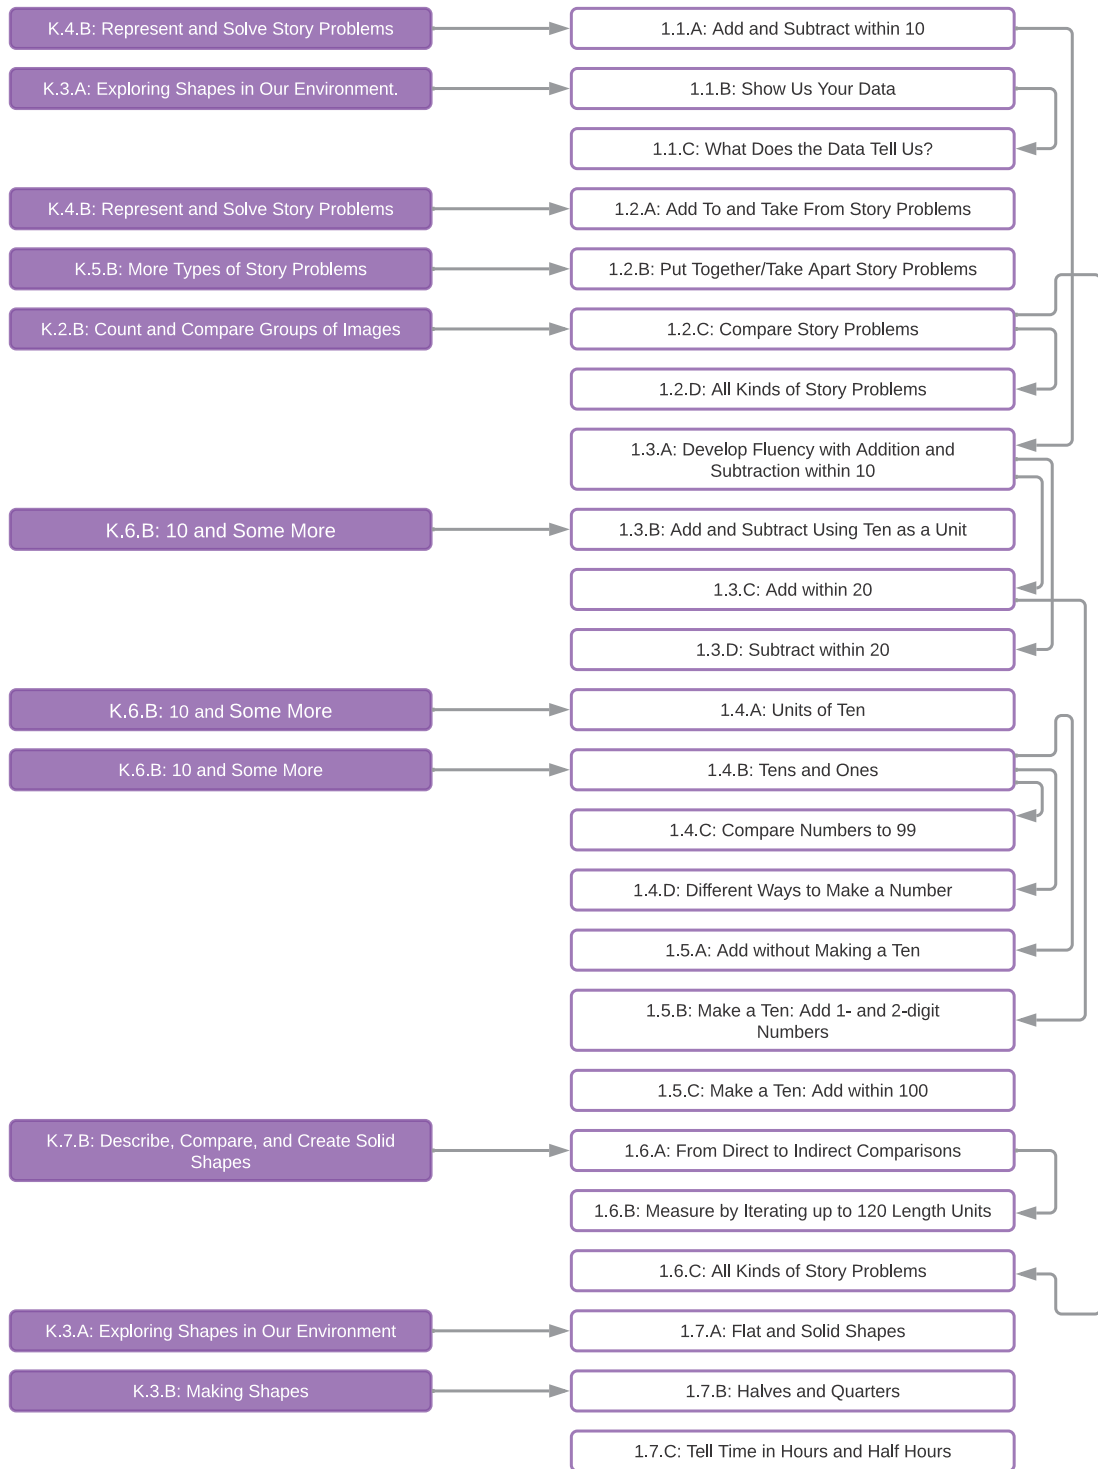 K.4.B: Represent and Solve Story Problems
1.1.A: Add and Subtract within 10
K.3.A: Exploring Shapes in Our Environment.
1.1.B: Show Us Your Data
1.1.C: What Does the Data Tell Us?
K.4.B: Represent and Solve Story Problems
1.2.A: Add To and Take From Story Problems
K.5.B: More Types of Story Problems
1.2.B: Put Together/Take Apart Story Problems
K.2.B: Count and Compare Groups of Images
1.2.C: Compare Story Problems
1.2.D: All Kinds of Story Problems
1.3.A: Develop Fluency with Addition and
Subtraction within 10
K.6.B: 10 and Some More
1.3.B: Add and Subtract Using Ten as a Unit
1.3.C: Add within 20
1.3.D: Subtract within 20
K.6.B: 10 and Some More
1.4.A: Units of Ten
K.6.B: 10 and Some More
1.4.B: Tens and Ones
1.4.C: Compare Numbers to 99
1.4.D: Different Ways to Make a Number
1.5.A: Add without Making a Ten
1.5.B: Make a Ten: Add 1- and 2-digit
Numbers
1.5.C: Make a Ten: Add within 100
K.7.B: Describe, Compare, and Create Solid
Shapes
1.6.A: From Direct to Indirect Comparisons
1.6.B: Measure by Iterating up to 120 Length Units
1.6.C: All Kinds of Story Problems
K.3.A: Exploring Shapes in Our Environment
1.7.A: Flat and Solid Shapes
K.3.B: Making Shapes
1.7.B: Halves and Quarters
1.7.C: Tell Time in Hours and Half Hours